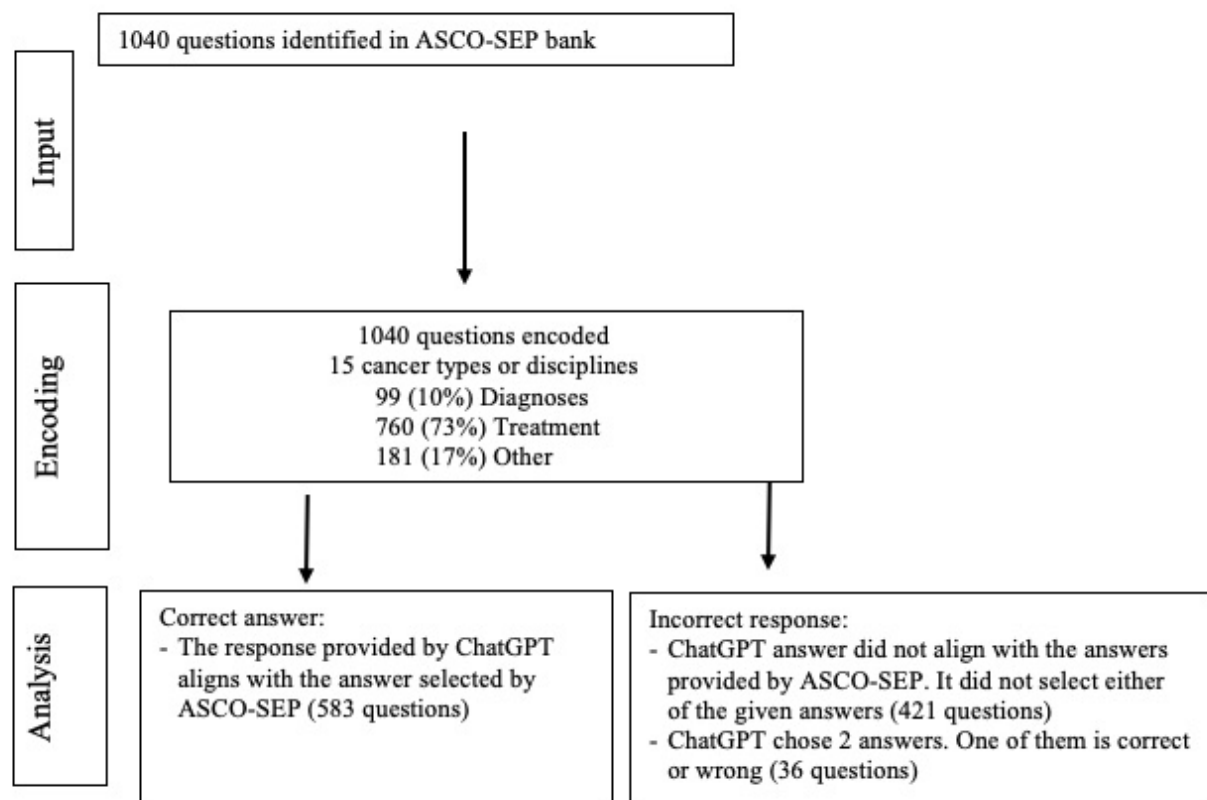 1040 questions identified in ASCO-SEP bank
Input
Encoding
1040 questions encoded
15 cancer types or disciplines
99 (10%) Diagnoses
760 (73%) Treatment
181 (17%) Other
Analysis
Correct answer:
- The response provided by ChatGPT
aligns with the answer selected by
ASCO-SEP (583 questions)
Incorrect response:
- ChatGPT answer did not align with the answers
provided by ASCO-SEP. It did not select either
of the given answers (421 questions)
- ChatGPT chose 2 answers. One of them is correct
or wrong (36 questions)